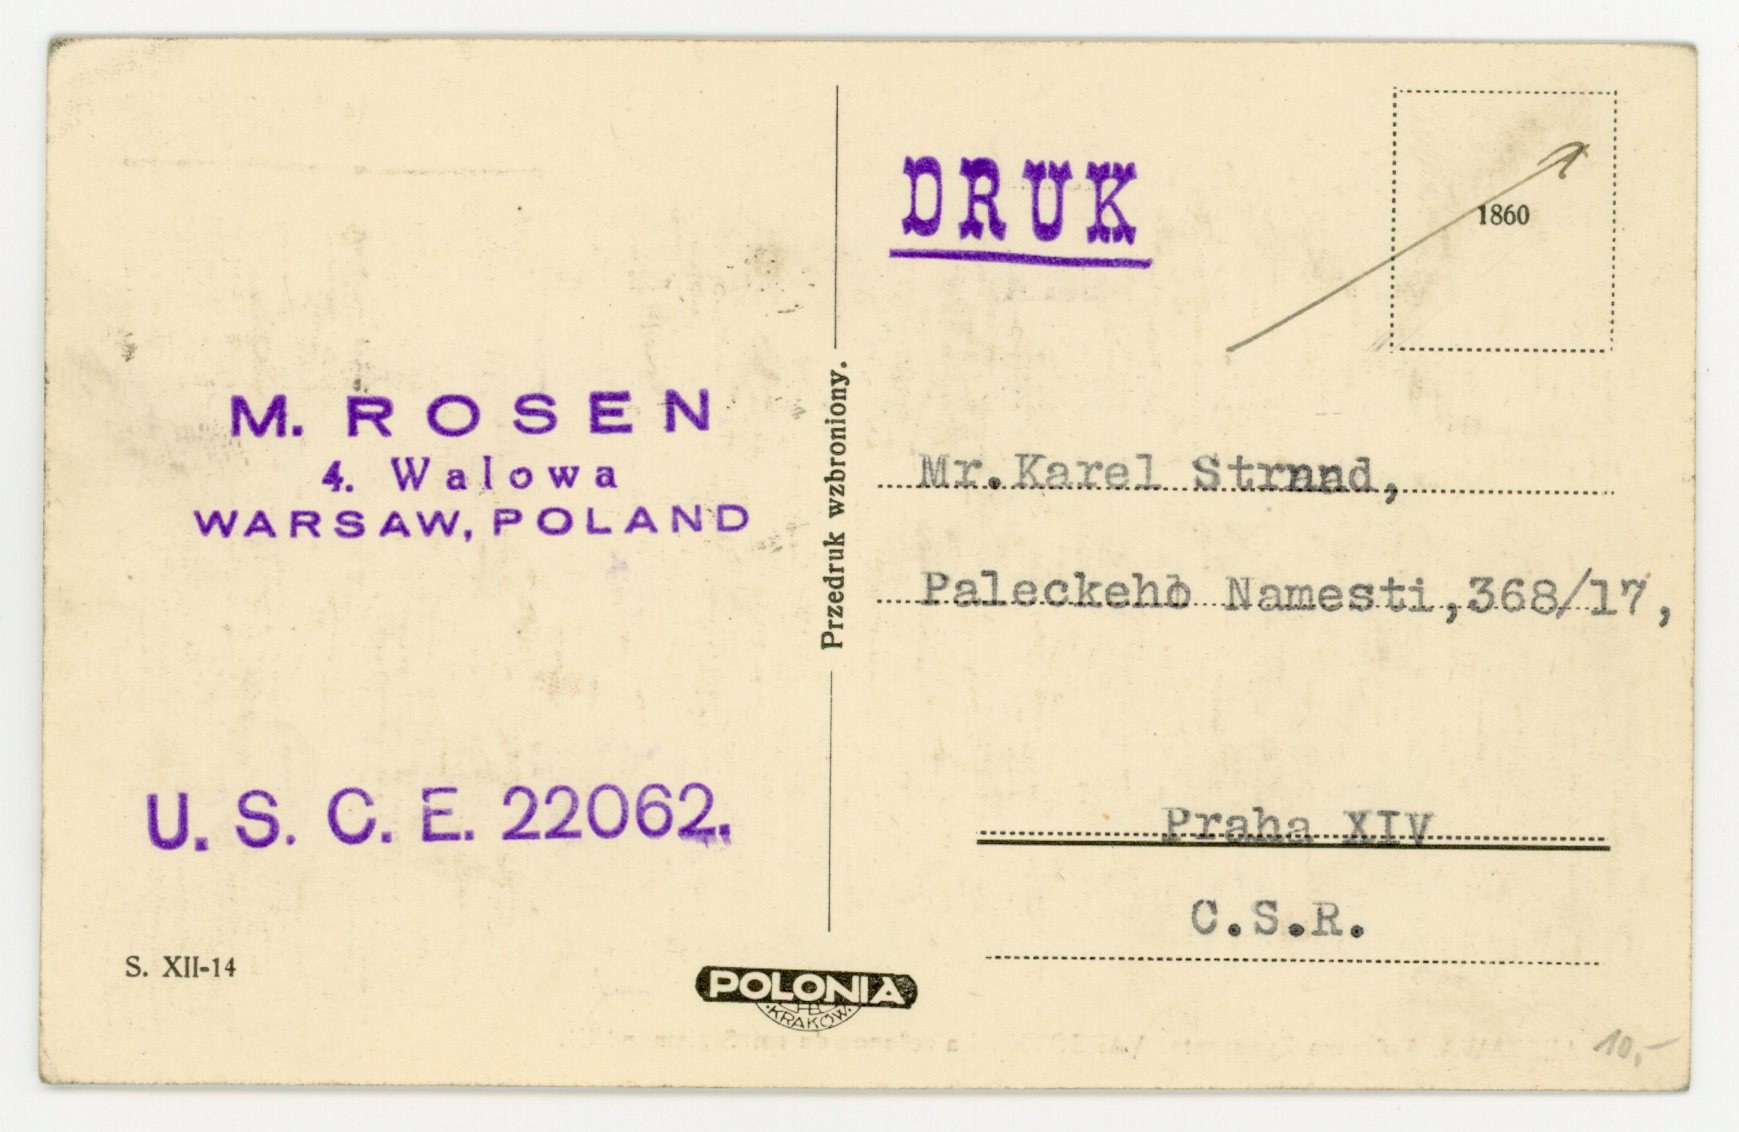 DRUK
1860
M. ROSEN
4. Walowa
WARSAW, POLAND
U. S. C. E. 22062.
S. XII-14
Przedruk wzbroniony.
Mr.Karel Strnad,
Paleckeho Namesti,368/17,
Praha XIV
C.S.R.
POLONIA
KRAKÓW
10,-